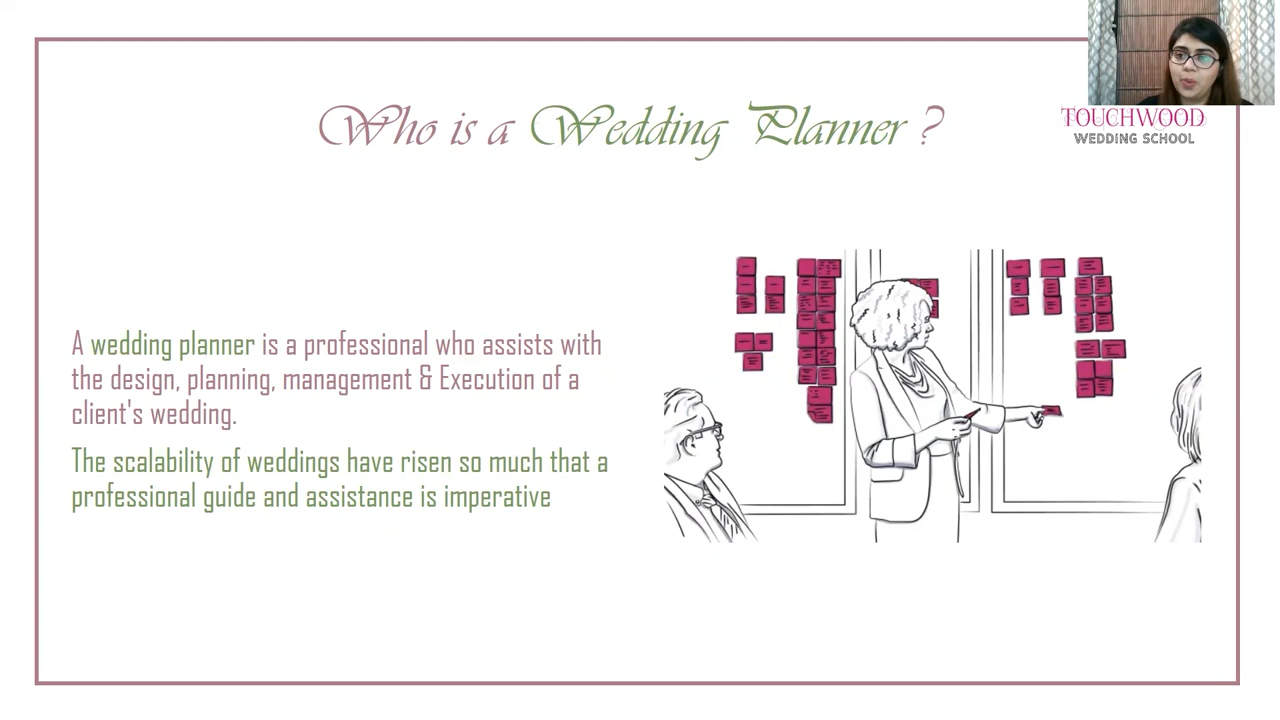 Who is a Wedding Planner ?
TOUCHWOOD
WEDDING SCHOOL
A wedding planner is a professional who assists with
the design, planning, management & Execution of a
client's wedding.
The scalability of weddings have risen so much that a
professional guide and assistance is imperative